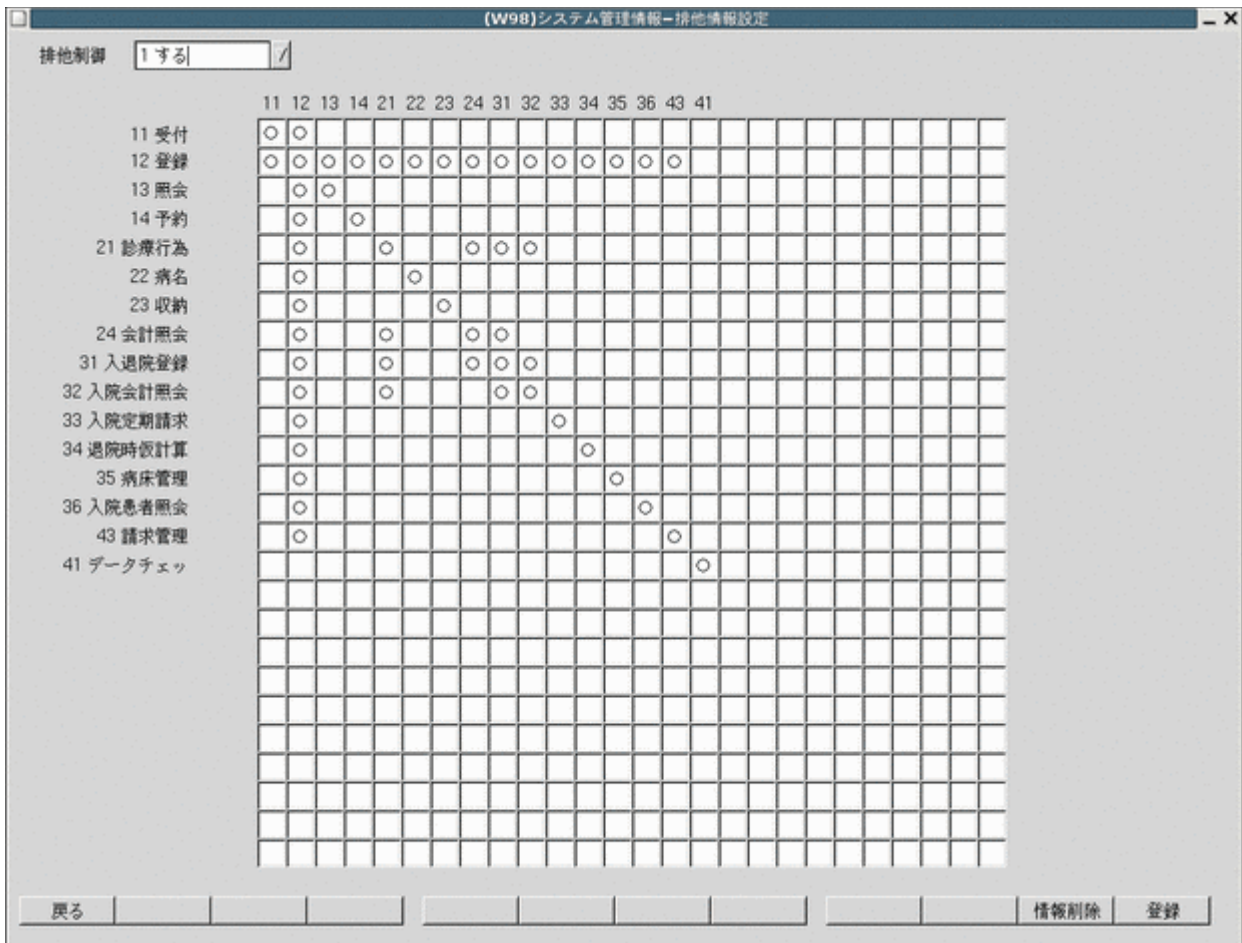 (W98)システム管理情報－排他情報設定
排他制御 1 する
11 12 13 14 21 22 23 24 31 32 33 34 35 36 43 41
11 受付 ○ ○
12 登録 ○ ○ ○ ○ ○ ○ ○ ○ ○ ○ ○ ○ ○ ○ ○
13 照会 ○ ○
14 予約 ○ ○
21 診療行為 ○ ○ ○ ○ ○
22 病名 ○ ○
23 収納 ○ ○
24 会計照会 ○ ○ ○ ○
31 入退院登録 ○ ○ ○ ○ ○
32 入院会計照会 ○ ○ ○ ○
33 入院定期請求 ○ ○
34 退院時仮計算 ○ ○
35 病床管理 ○ ○
36 入院患者照会 ○ ○
43 請求管理 ○ ○
41 データチェッ ○
戻る 情報削除 登録